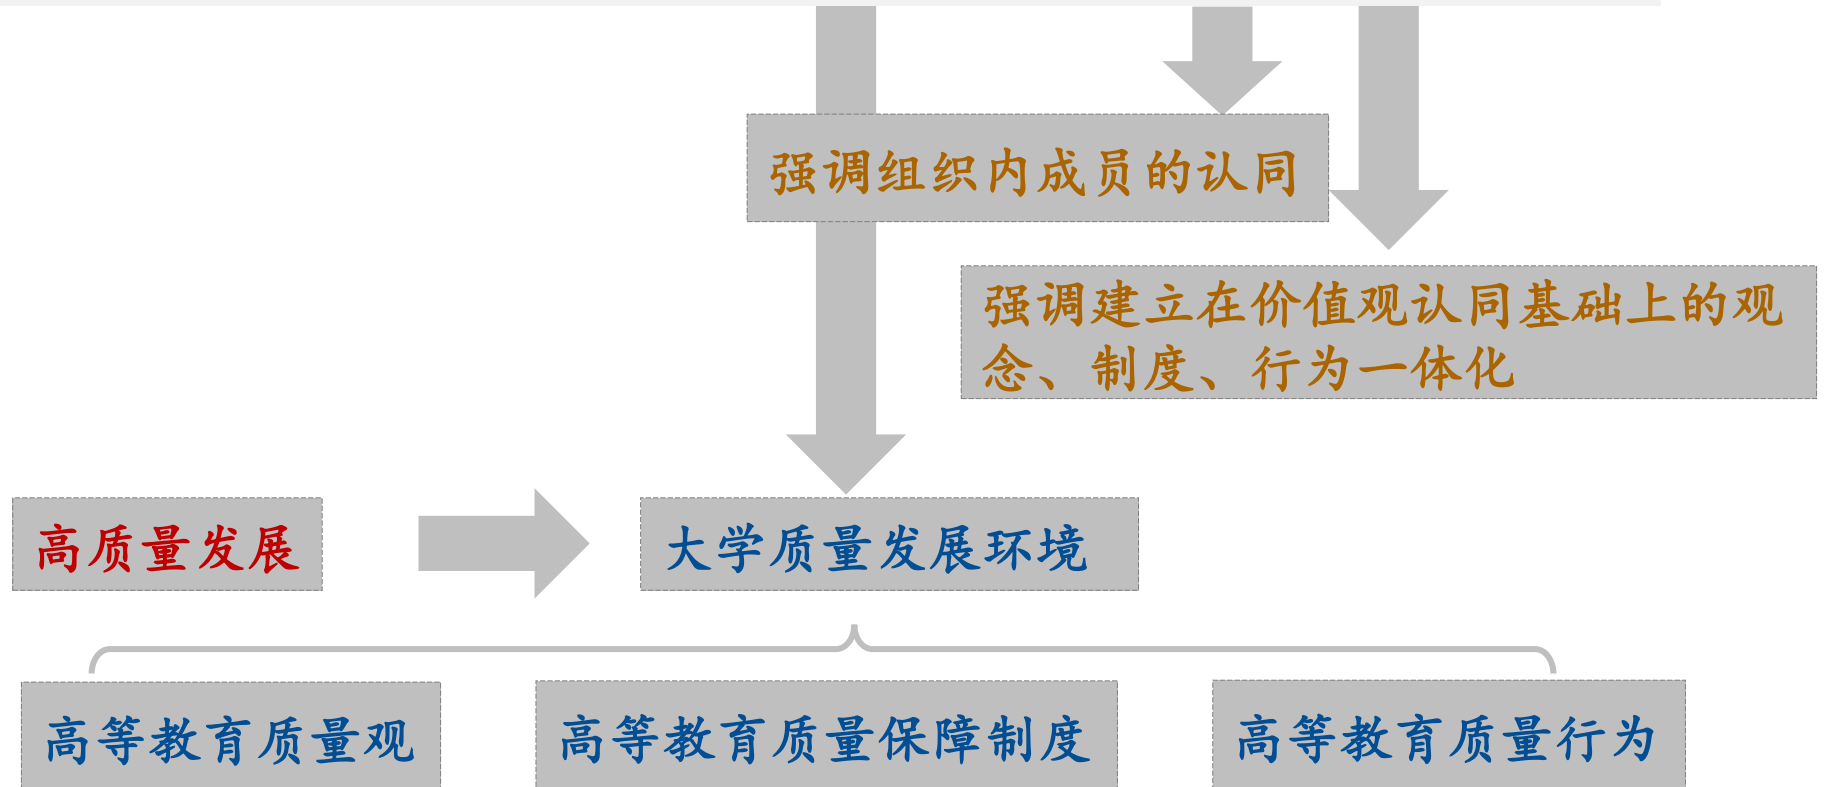 强调组织内成员的认同
强调建立在价值观认同基础上的观
念、制度、行为一体化
高质量发展
大学质量发展环境
高等教育质量观
高等教育质量保障制度
高等教育质量行为